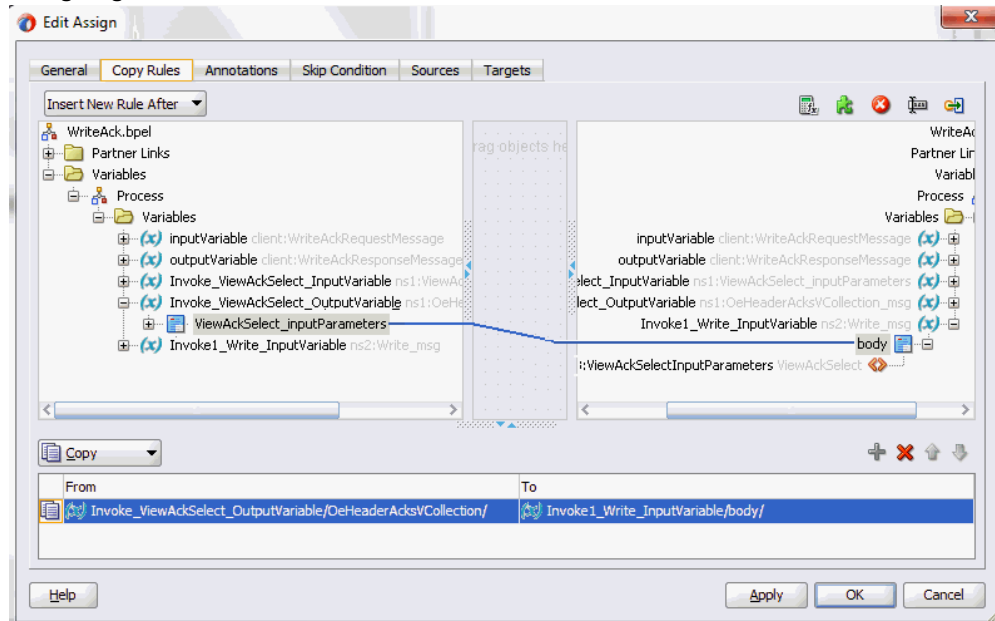 Edit Assign
General Copy Rules Annotations Skip Condition Sources Targets
Insert New Rule After
WriteAck.bpel
Partner Links
Variables
Process
Variables
(x) inputVariable client:WriteAckRequestMessage
(x) outputVariable client:WriteAckResponseMessage
(x) Invoke_ViewAckSelect_InputVariable ns1:ViewAc
(x) Invoke_ViewAckSelect_OutputVariable ns1:OeHe
ViewAckSelect_inputParameters
(x) Invoke1_Write_InputVariable ns2:Write_msg
rag objects he
WriteAc
Partner Lin
Variabl
Process
Variables
inputVariable client:WriteAckRequestMessage (x)
outputVariable client:WriteAckResponseMessage (x)
elect_InputVariable ns1:ViewAckSelect_inputParameters (x)
lect_OutputVariable ns1:OeHeaderAcksVCollection_msg (x)
Invoke1_Write_InputVariable ns2:Write_msg (x)
body
:ViewAckSelectInputParameters ViewAckSelect
Copy
From To
Invoke_ViewAckSelect_OutputVariable/OeHeaderAcksVCollection/ Invoke1_Write_InputVariable/body/
Help Apply OK Cancel